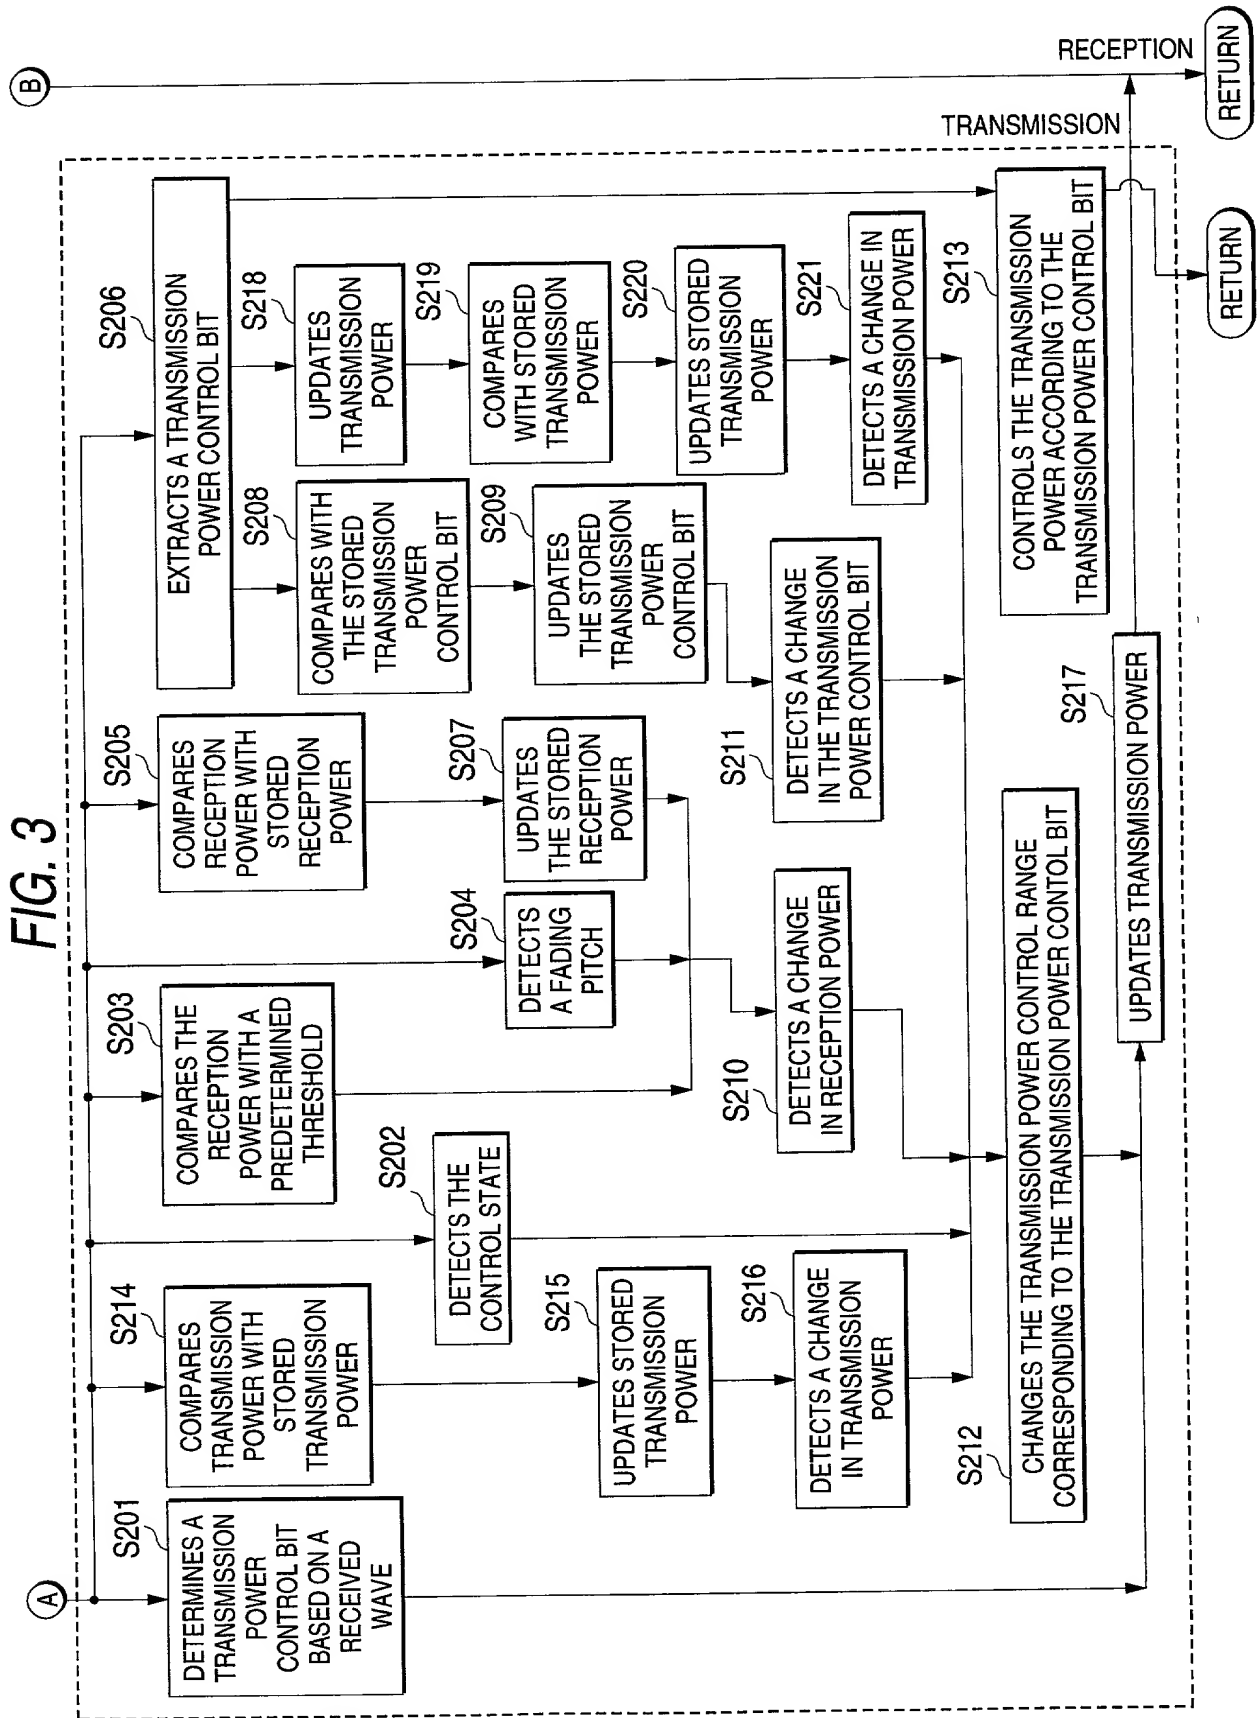 FIG. 3
A
B
S201
DETERMINES A
TRANSMISSION
POWER
CONTROL BIT
BASED ON A
RECEIVED
WAVE
S214
COMPARES
TRANSMISSION
POWER WITH
STORED
TRANSMISSION
POWER
S215
UPDATES STORED
TRANSMISSION
POWER
S216
DETECTS A CHANGE
IN TRANSMISSION
POWER
S202
DETECTS THE
CONTROL STATE
S203
COMPARES THE
RECEPTION
POWER WITH A
PREDETERMINED
THRESHOLD
S204
DETECTS
A FADING
PITCH
S205
COMPARES
RECEPTION
POWER WITH
STORED
RECEPTION
POWER
S207
UPDATES
THE STORED
RECEPTION
POWER
S210
DETECTS A CHANGE
IN RECEPTION POWER
S206
EXTRACTS A TRANSMISSION
POWER CONTROL BIT
S208
COMPARES WITH
THE STORED
TRANSMISSION
POWER
CONTROL BIT
S209
UPDATES
THE STORED
TRANSMISSION
POWER
CONTROL BIT
S211
DETECTS A CHANGE
IN THE TRANSMISSION
POWER CONTROL BIT
S218
UPDATES
TRANSMISSION
POWER
S219
COMPARES
WITH STORED
TRANSMISSION
POWER
S220
UPDATES STORED
TRANSMISSION
POWER
S221
DETECTS A CHANGE IN
TRANSMISSION POWER
S212
CHANGES THE TRANSMISSION POWER CONTROL RANGE
CORRESPONDING TO THE TRANSMISSION POWER CONTOL BIT
S213
CONTROLS THE TRANSMISSION
POWER ACCORDING TO THE
TRANSMISSION POWER CONTROL BIT
S217
UPDATES TRANSMISSION POWER
TRANSMISSION
RECEPTION
RETURN
RETURN